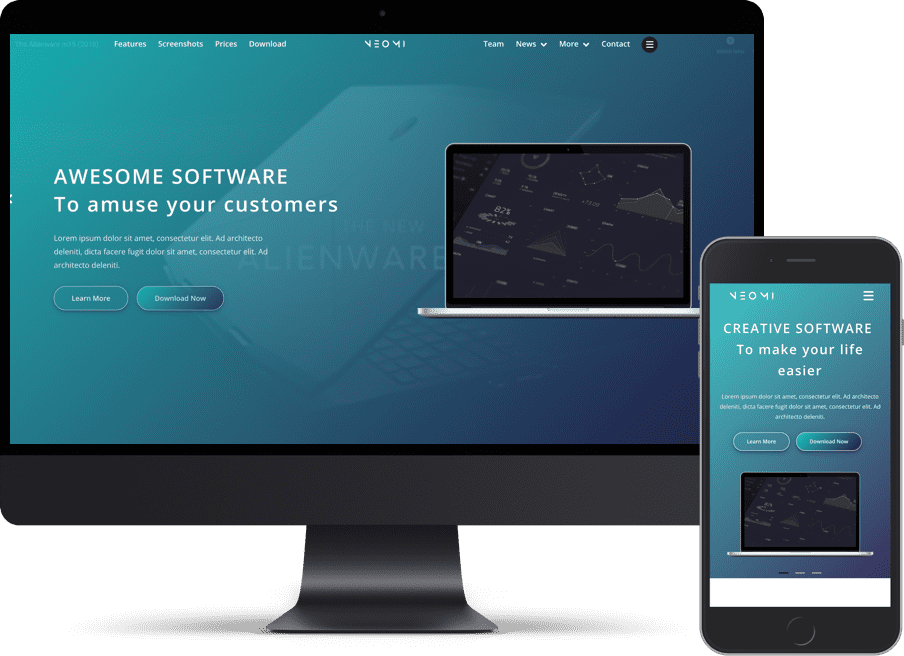 The Alienware m15 (2018)
Features Screenshots Prices Download
NEOMI
Team News More Contact
AWESOME SOFTWARE
To amuse your customers
THE NEW
ALIENWARE
Lorem ipsum dolor sit amet, consectetur elit. Ad architecto
deleniti, dicta facere fugit dolor sit amet, consectetur elit. Ad
architecto deleniti.
Learn More Download Now
82%
NEOMI
CREATIVE SOFTWARE
To make your life
easier
Lorem ipsum dolor sit amet, consectetur elit. Ad architecto
deleniti, dicta facere fugit dolor sit amet, consectetur elit. Ad
architecto deleniti.
Learn More Download Now